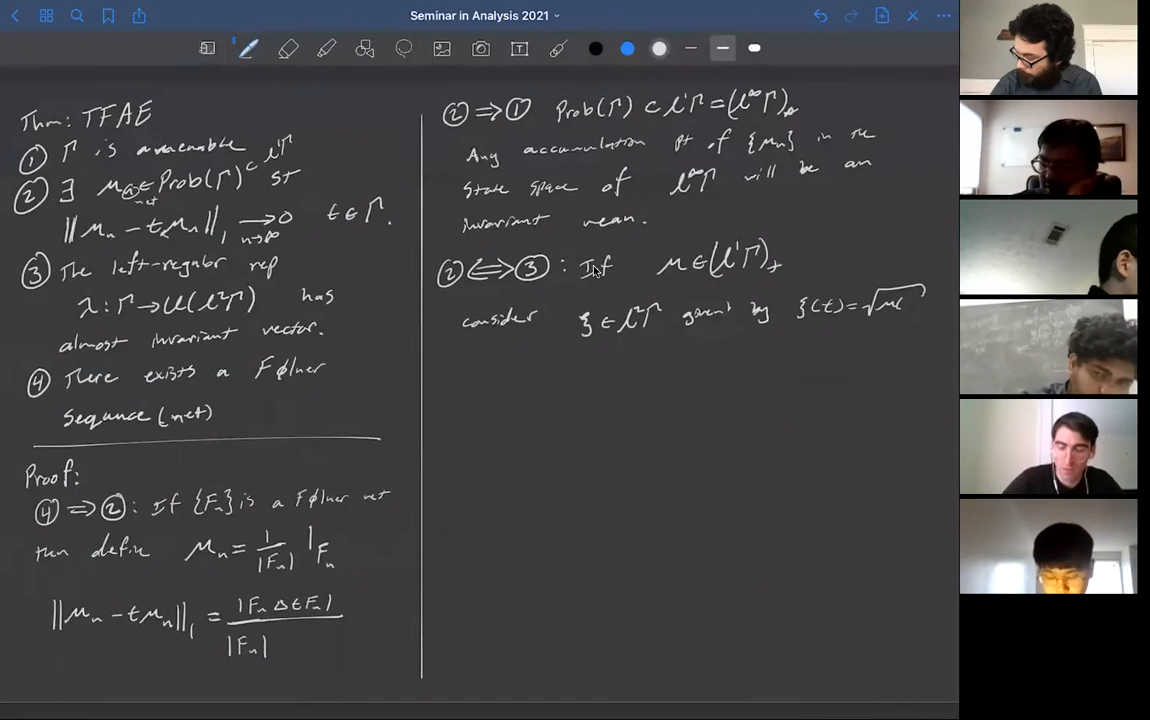 Seminar in Analysis 2021
Thm: TFAE
① Γ is amenable
② ∃ μₙ ∈ Prob(Γ) ⊂ ℓ¹Γ st
net
‖μₙ − t⁎μₙ‖₁ → 0 t ∈ Γ.
n→∞
③ The left-regular rep
λ: Γ → U(ℓ²Γ) has
almost invariant vector.
④ There exists a Følner
Sequence (net)
Proof:
④ ⟹ ②: If {Fₙ} is a Følner net
then define μₙ = 1/|Fₙ| 1_Fₙ
‖μₙ − tμₙ‖₁ = |Fₙ Δ tFₙ| / |Fₙ|
② ⟹ ① Prob(Γ) ⊂ ℓ¹Γ = (ℓ^∞Γ)⁎
Any accumulation pt of {μₙ} in the
State space of ℓ^∞Γ will be an
invariant mean.
② ⟺ ③: If μ ∈ (ℓ¹Γ)₊
consider ξ ∈ ℓ²Γ given by ξ(t) = √μ(